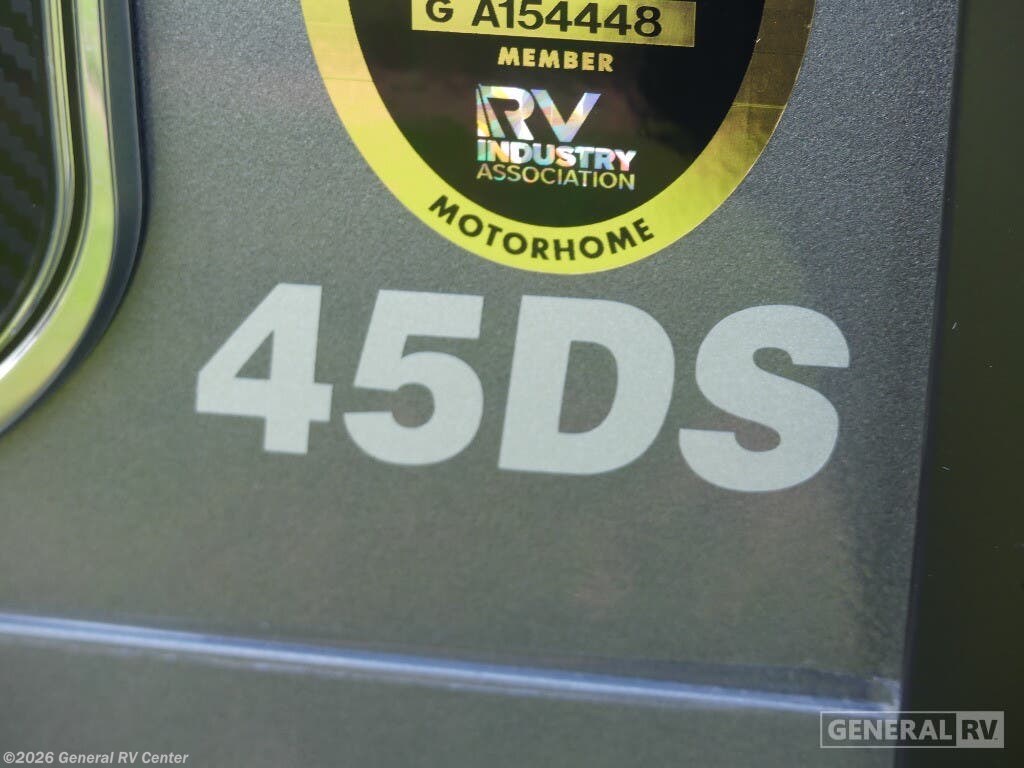 G A154448
MEMBER
RV
INDUSTRY
ASSOCIATION
MOTORHOME
45DS
GENERAL RV
©2026 General RV Center